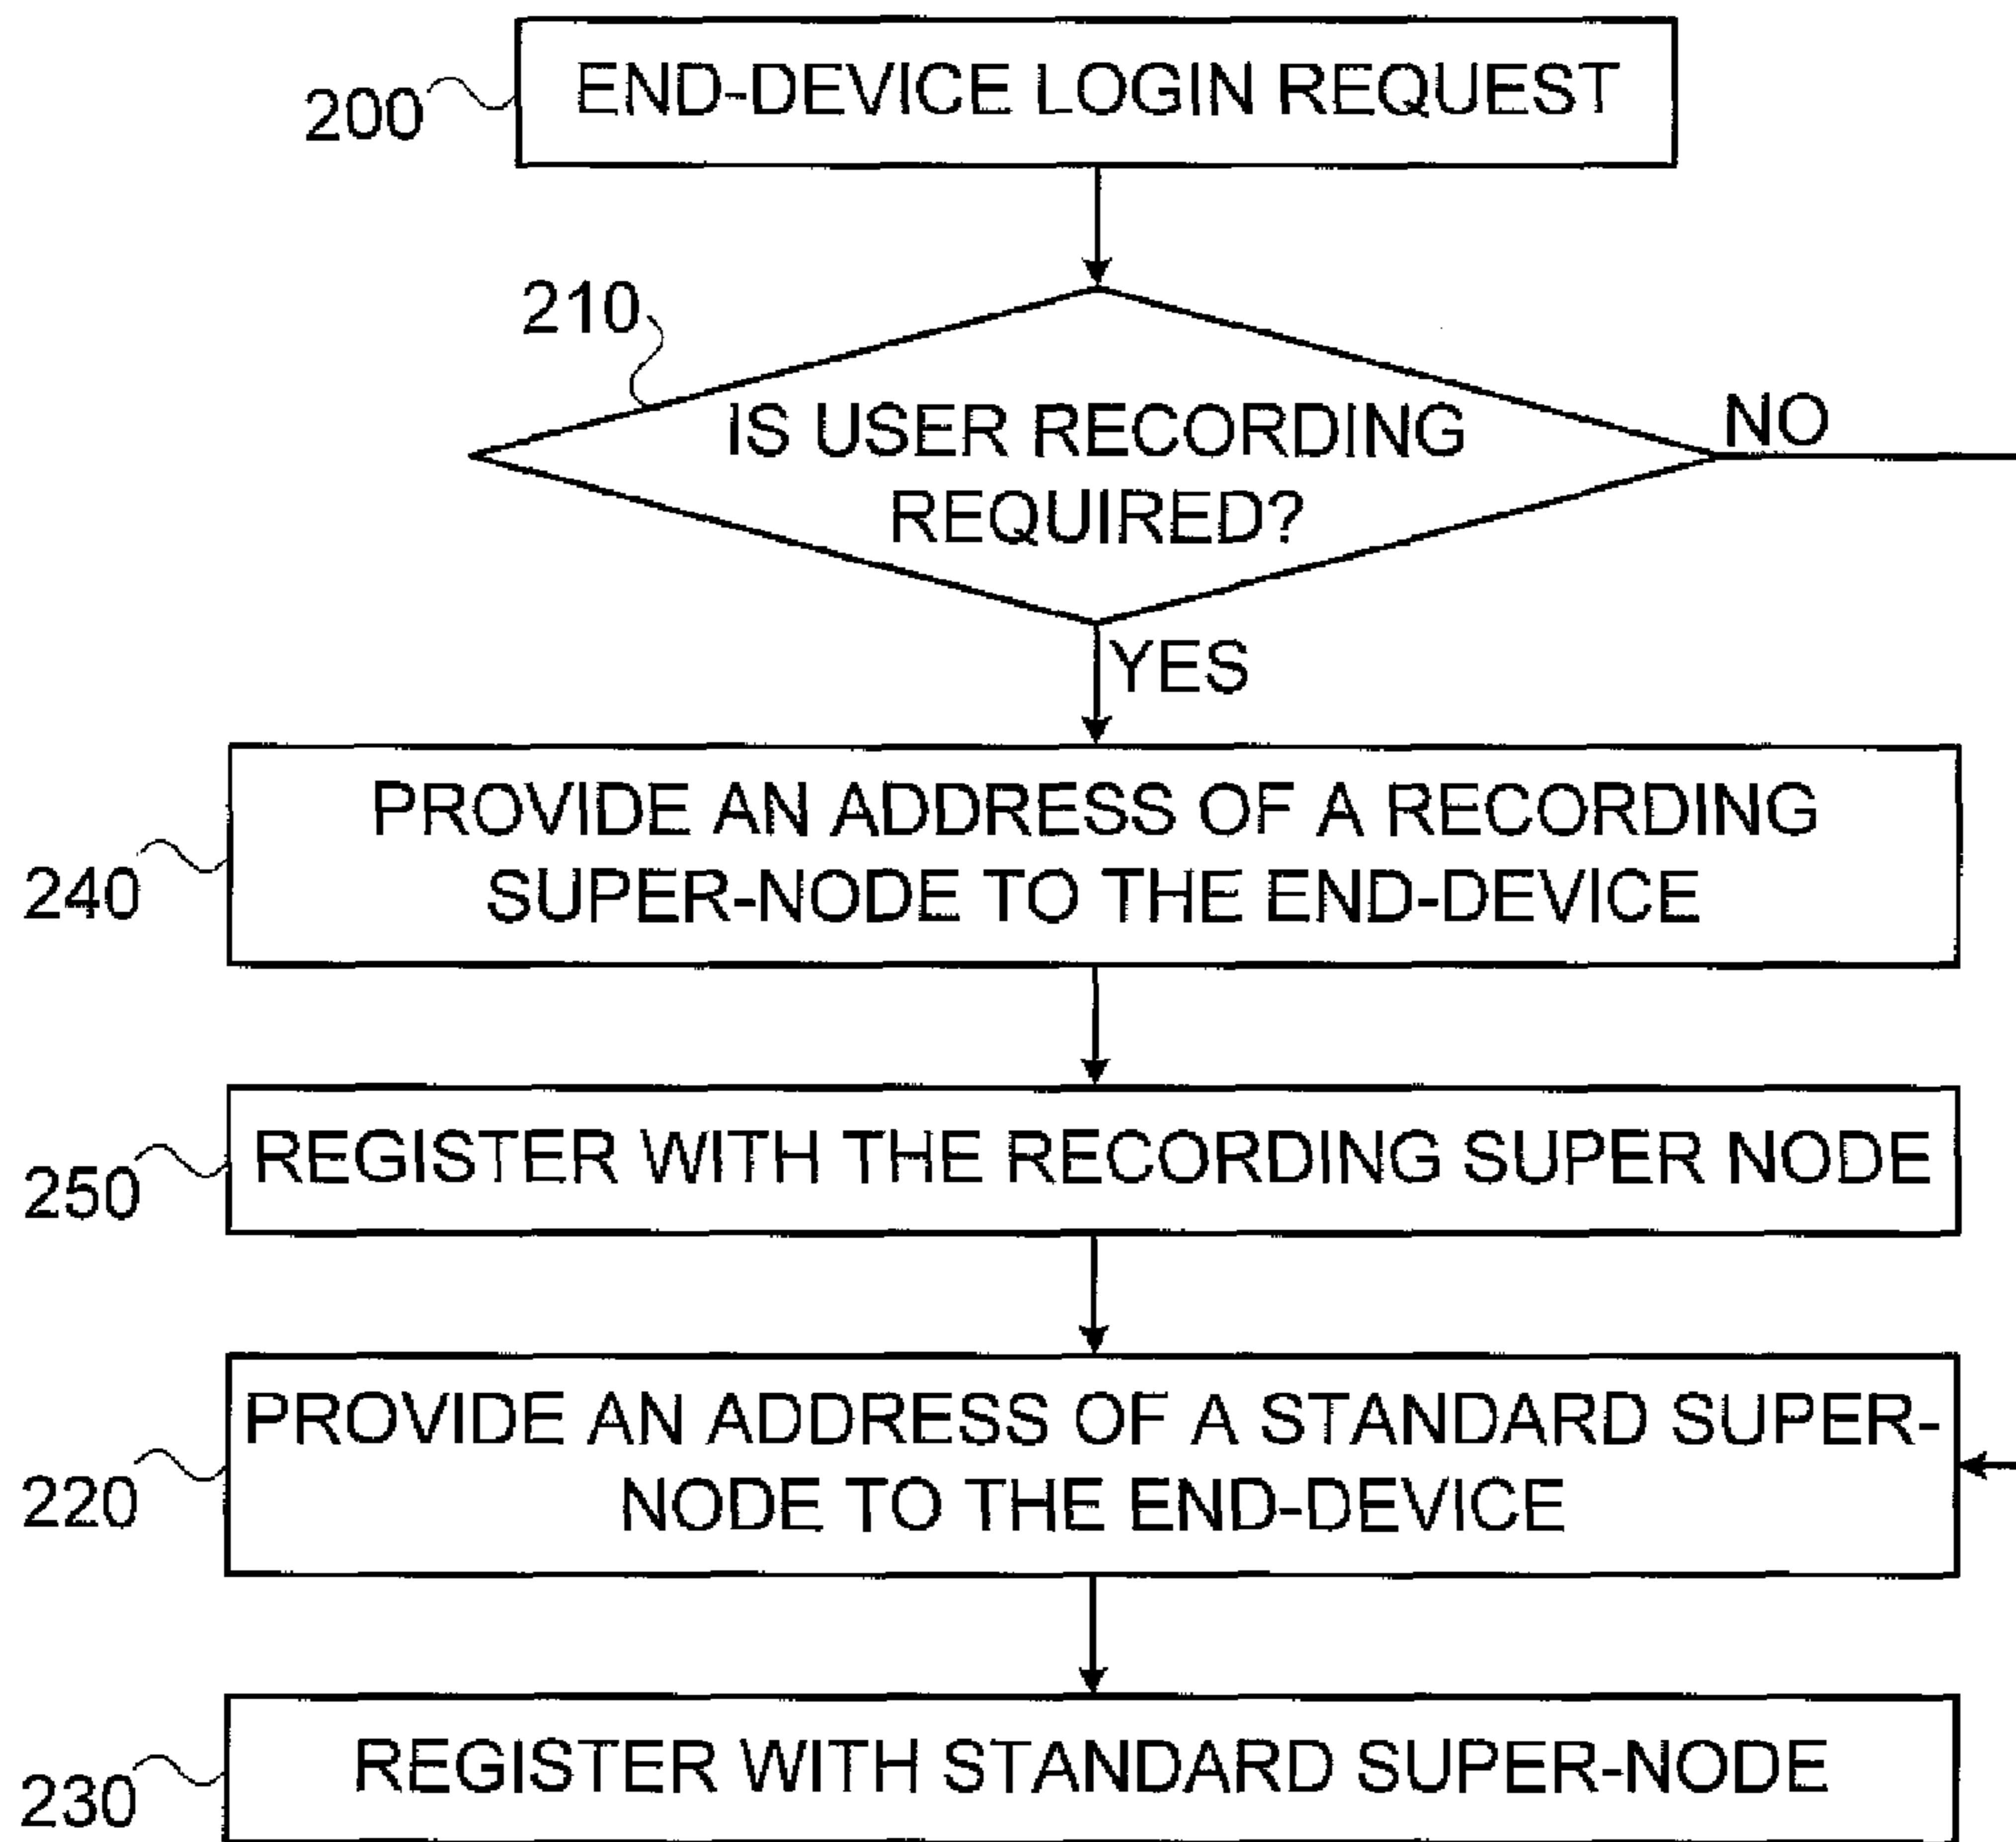 200
END-DEVICE LOGIN REQUEST
210
IS USER RECORDING
REQUIRED?
NO
YES
240
PROVIDE AN ADDRESS OF A RECORDING
SUPER-NODE TO THE END-DEVICE
250
REGISTER WITH THE RECORDING SUPER NODE
220
PROVIDE AN ADDRESS OF A STANDARD SUPER-
NODE TO THE END-DEVICE
230
REGISTER WITH STANDARD SUPER-NODE